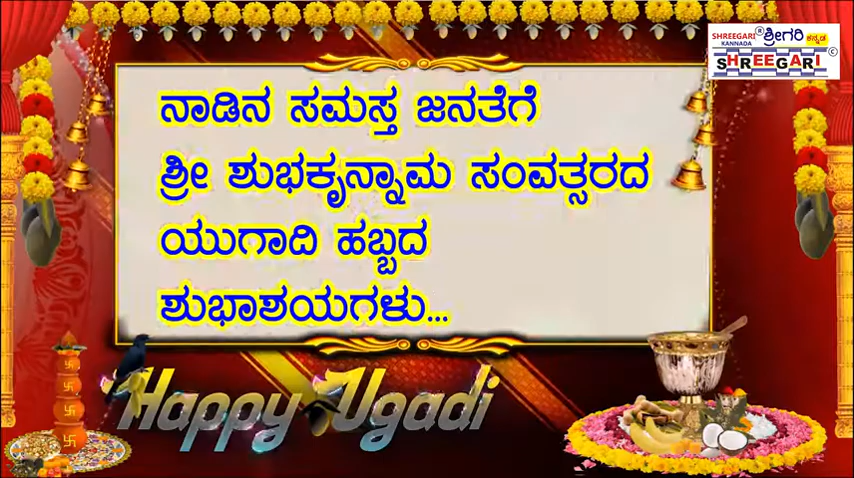 SHREEGARI® ಶ್ರೀಗರಿ ಕನ್ನಡ
KANNADA
SHREEGARI©
ನಾಡಿನ ಸಮಸ್ತ ಜನತೆಗೆ
ಶ್ರೀ ಶುಭಕೃನ್ನಾಮ ಸಂವತ್ಸರದ
ಯುಗಾದಿ ಹಬ್ಬದ
ಶುಭಾಶಯಗಳು...
Happy Ugadi